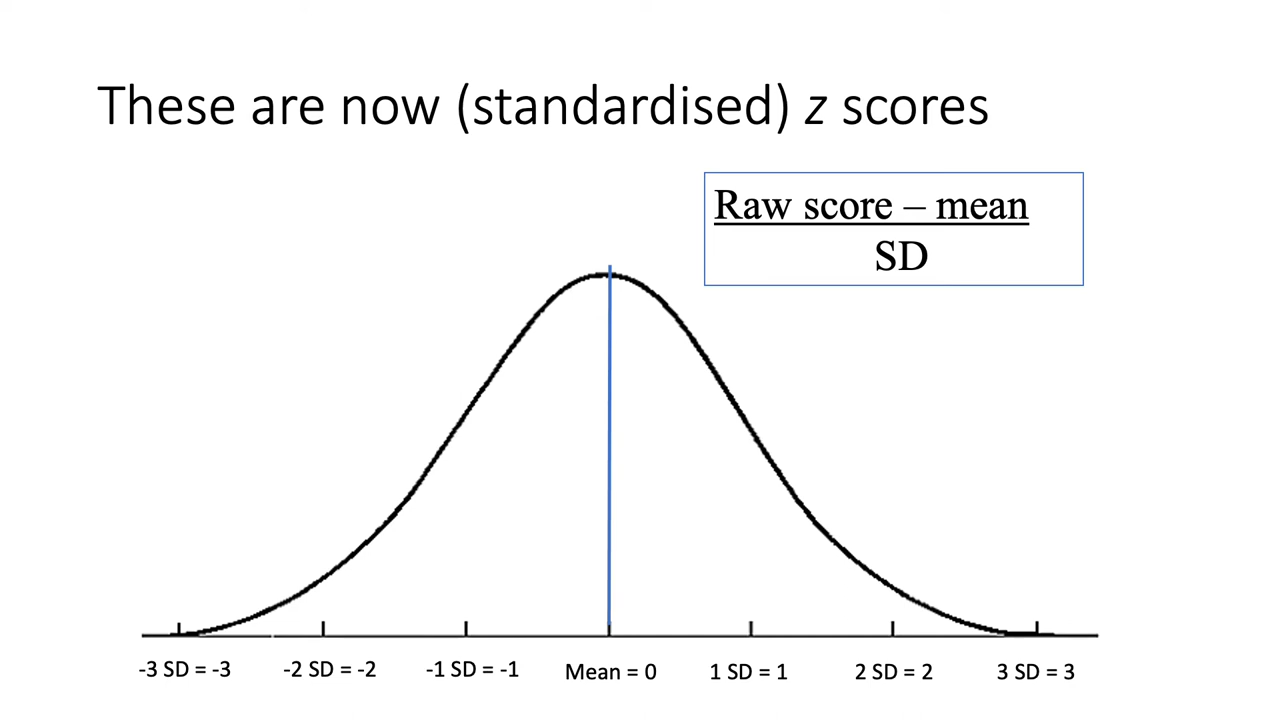 These are now (standardised) z scores
Raw score – mean
SD
-3 SD = -3
-2 SD = -2
-1 SD = -1
Mean = 0
1 SD = 1
2 SD = 2
3 SD = 3